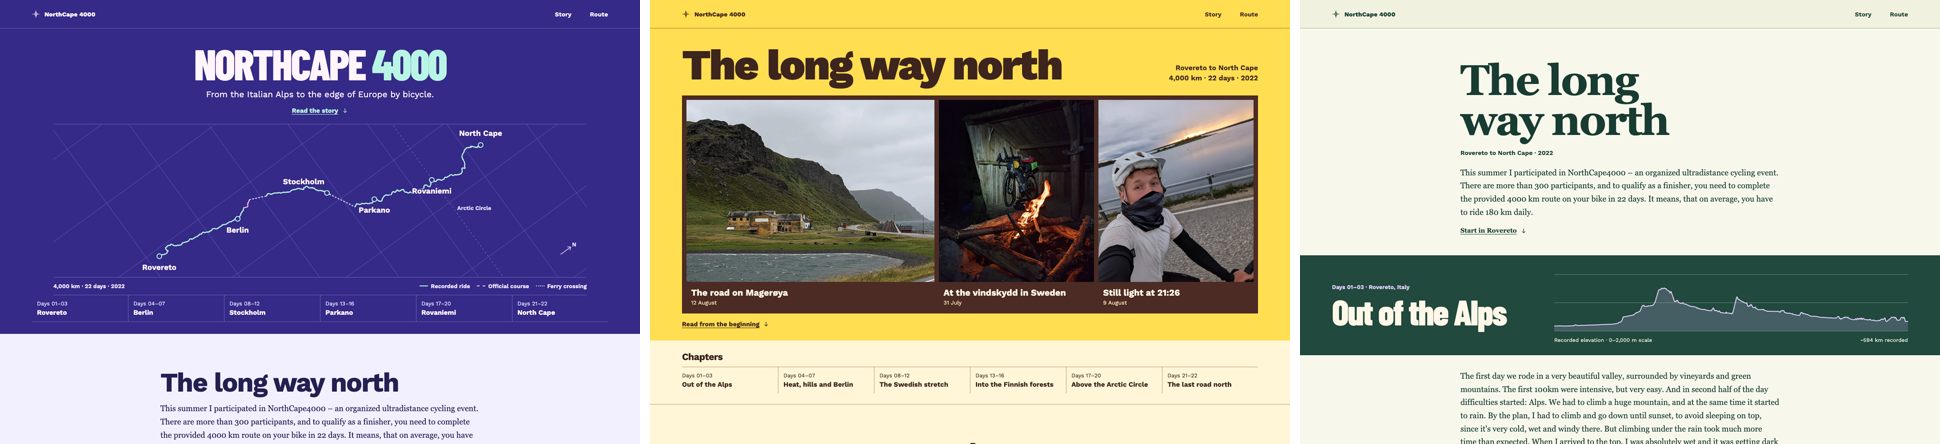 NorthCape 4000
Story
Route
NORTHCAPE 4000
From the Italian Alps to the edge of Europe by bicycle.
Read the story ↓
North Cape
Stockholm
Rovaniemi
Parkano
Arctic Circle
Berlin
N
Rovereto
4,000 km · 22 days · 2022
Recorded ride
Official course
Ferry crossing
Days 01–03
Rovereto
Days 04–07
Berlin
Days 08–12
Stockholm
Days 13–16
Parkano
Days 17–20
Rovaniemi
Days 21–22
North Cape
The long way north
This summer I participated in NorthCape4000 – an organized ultradistance cycling event.
There are more than 300 participants, and to qualify as a finisher, you need to complete
the provided 4000 km route on your bike in 22 days. It means, that on average, you have
NorthCape 4000
Story
Route
The long way north
Rovereto to North Cape
4,000 km · 22 days · 2022
The road on Magerøya
12 August
At the vindskydd in Sweden
31 July
Still light at 21:26
9 August
Read from the beginning ↓
Chapters
Days 01–03
Out of the Alps
Days 04–07
Heat, hills and Berlin
Days 08–12
The Swedish stretch
Days 13–16
Into the Finnish forests
Days 17–20
Above the Arctic Circle
Days 21–22
The last road north
NorthCape 4000
Story
Route
The long
way north
Rovereto to North Cape · 2022
This summer I participated in NorthCape4000 – an organized ultradistance cycling event.
There are more than 300 participants, and to qualify as a finisher, you need to complete
the provided 4000 km route on your bike in 22 days. It means, that on average, you have
to ride 180 km daily.
Start in Rovereto ↓
Days 01–03 · Rovereto, Italy
Out of the Alps
Recorded elevation · 0–2,000 m scale
~594 km recorded
The first day we rode in a very beautiful valley, surrounded by vineyards and green
mountains. The first 100km were intensive, but very easy. And in second half of the day
difficulties started: Alps. We had to climb a huge mountain, and at the same time it started
to rain. By the plan, I had to climb and go down until sunset, to avoid sleeping on top,
since it's very cold, wet and windy there. But climbing under the rain took much more
time than expected. When I arrived to the top, I was absolutely wet and it was getting dark